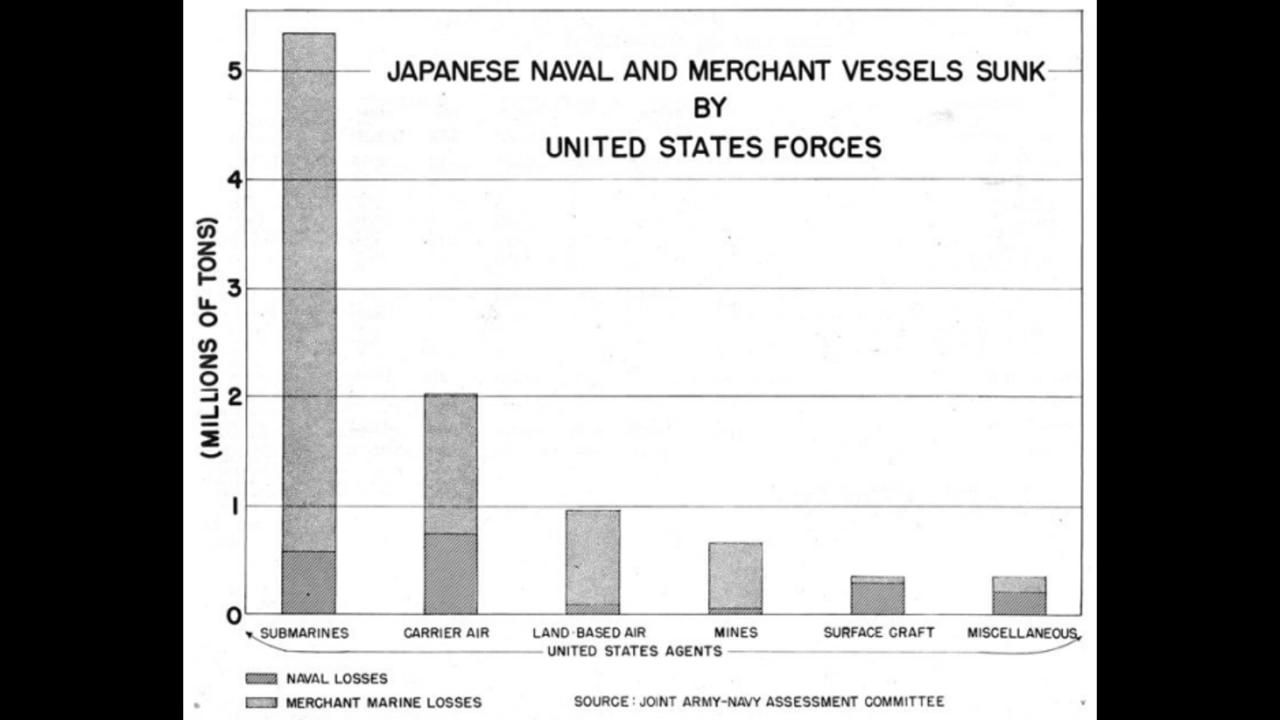 JAPANESE NAVAL AND MERCHANT VESSELS SUNK
BY
UNITED STATES FORCES
(MILLIONS OF TONS)
5
4
3
2
1
0
SUBMARINES CARRIER AIR LAND-BASED AIR MINES SURFACE CRAFT MISCELLANEOUS
UNITED STATES AGENTS
NAVAL LOSSES
MERCHANT MARINE LOSSES
SOURCE: JOINT ARMY-NAVY ASSESSMENT COMMITTEE